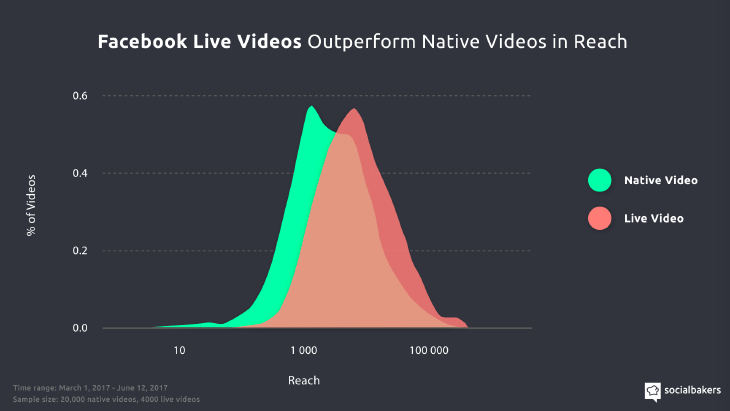 Facebook Live Videos Outperform Native Videos in Reach
0.6
0.4
0.2
0.0
% of Videos
10
1 000
100 000
Reach
Native Video
Live Video
Time range: March 1, 2017 - June 12, 2017
Sample size: 20,000 native videos, 4000 live videos
socialbakers